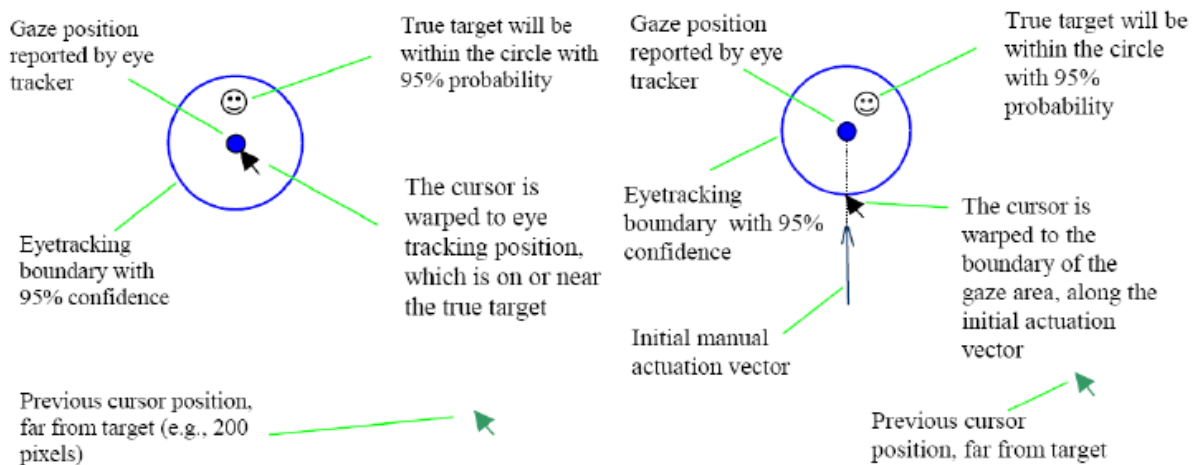 Gaze position
reported by eye
tracker
True target will be
within the circle with
95% probability
Eyetracking
boundary with
95% confidence
The cursor is
warped to eye
tracking position,
which is on or near
the true target
Previous cursor position,
far from target (e.g., 200
pixels)
Gaze position
reported by eye
tracker
True target will be
within the circle
with 95%
probability
Eyetracking
boundary with 95%
confidence
The cursor is
warped to the
boundary of the
gaze area, along the
initial actuation
vector
Initial manual
actuation vector
Previous cursor
position, far from target